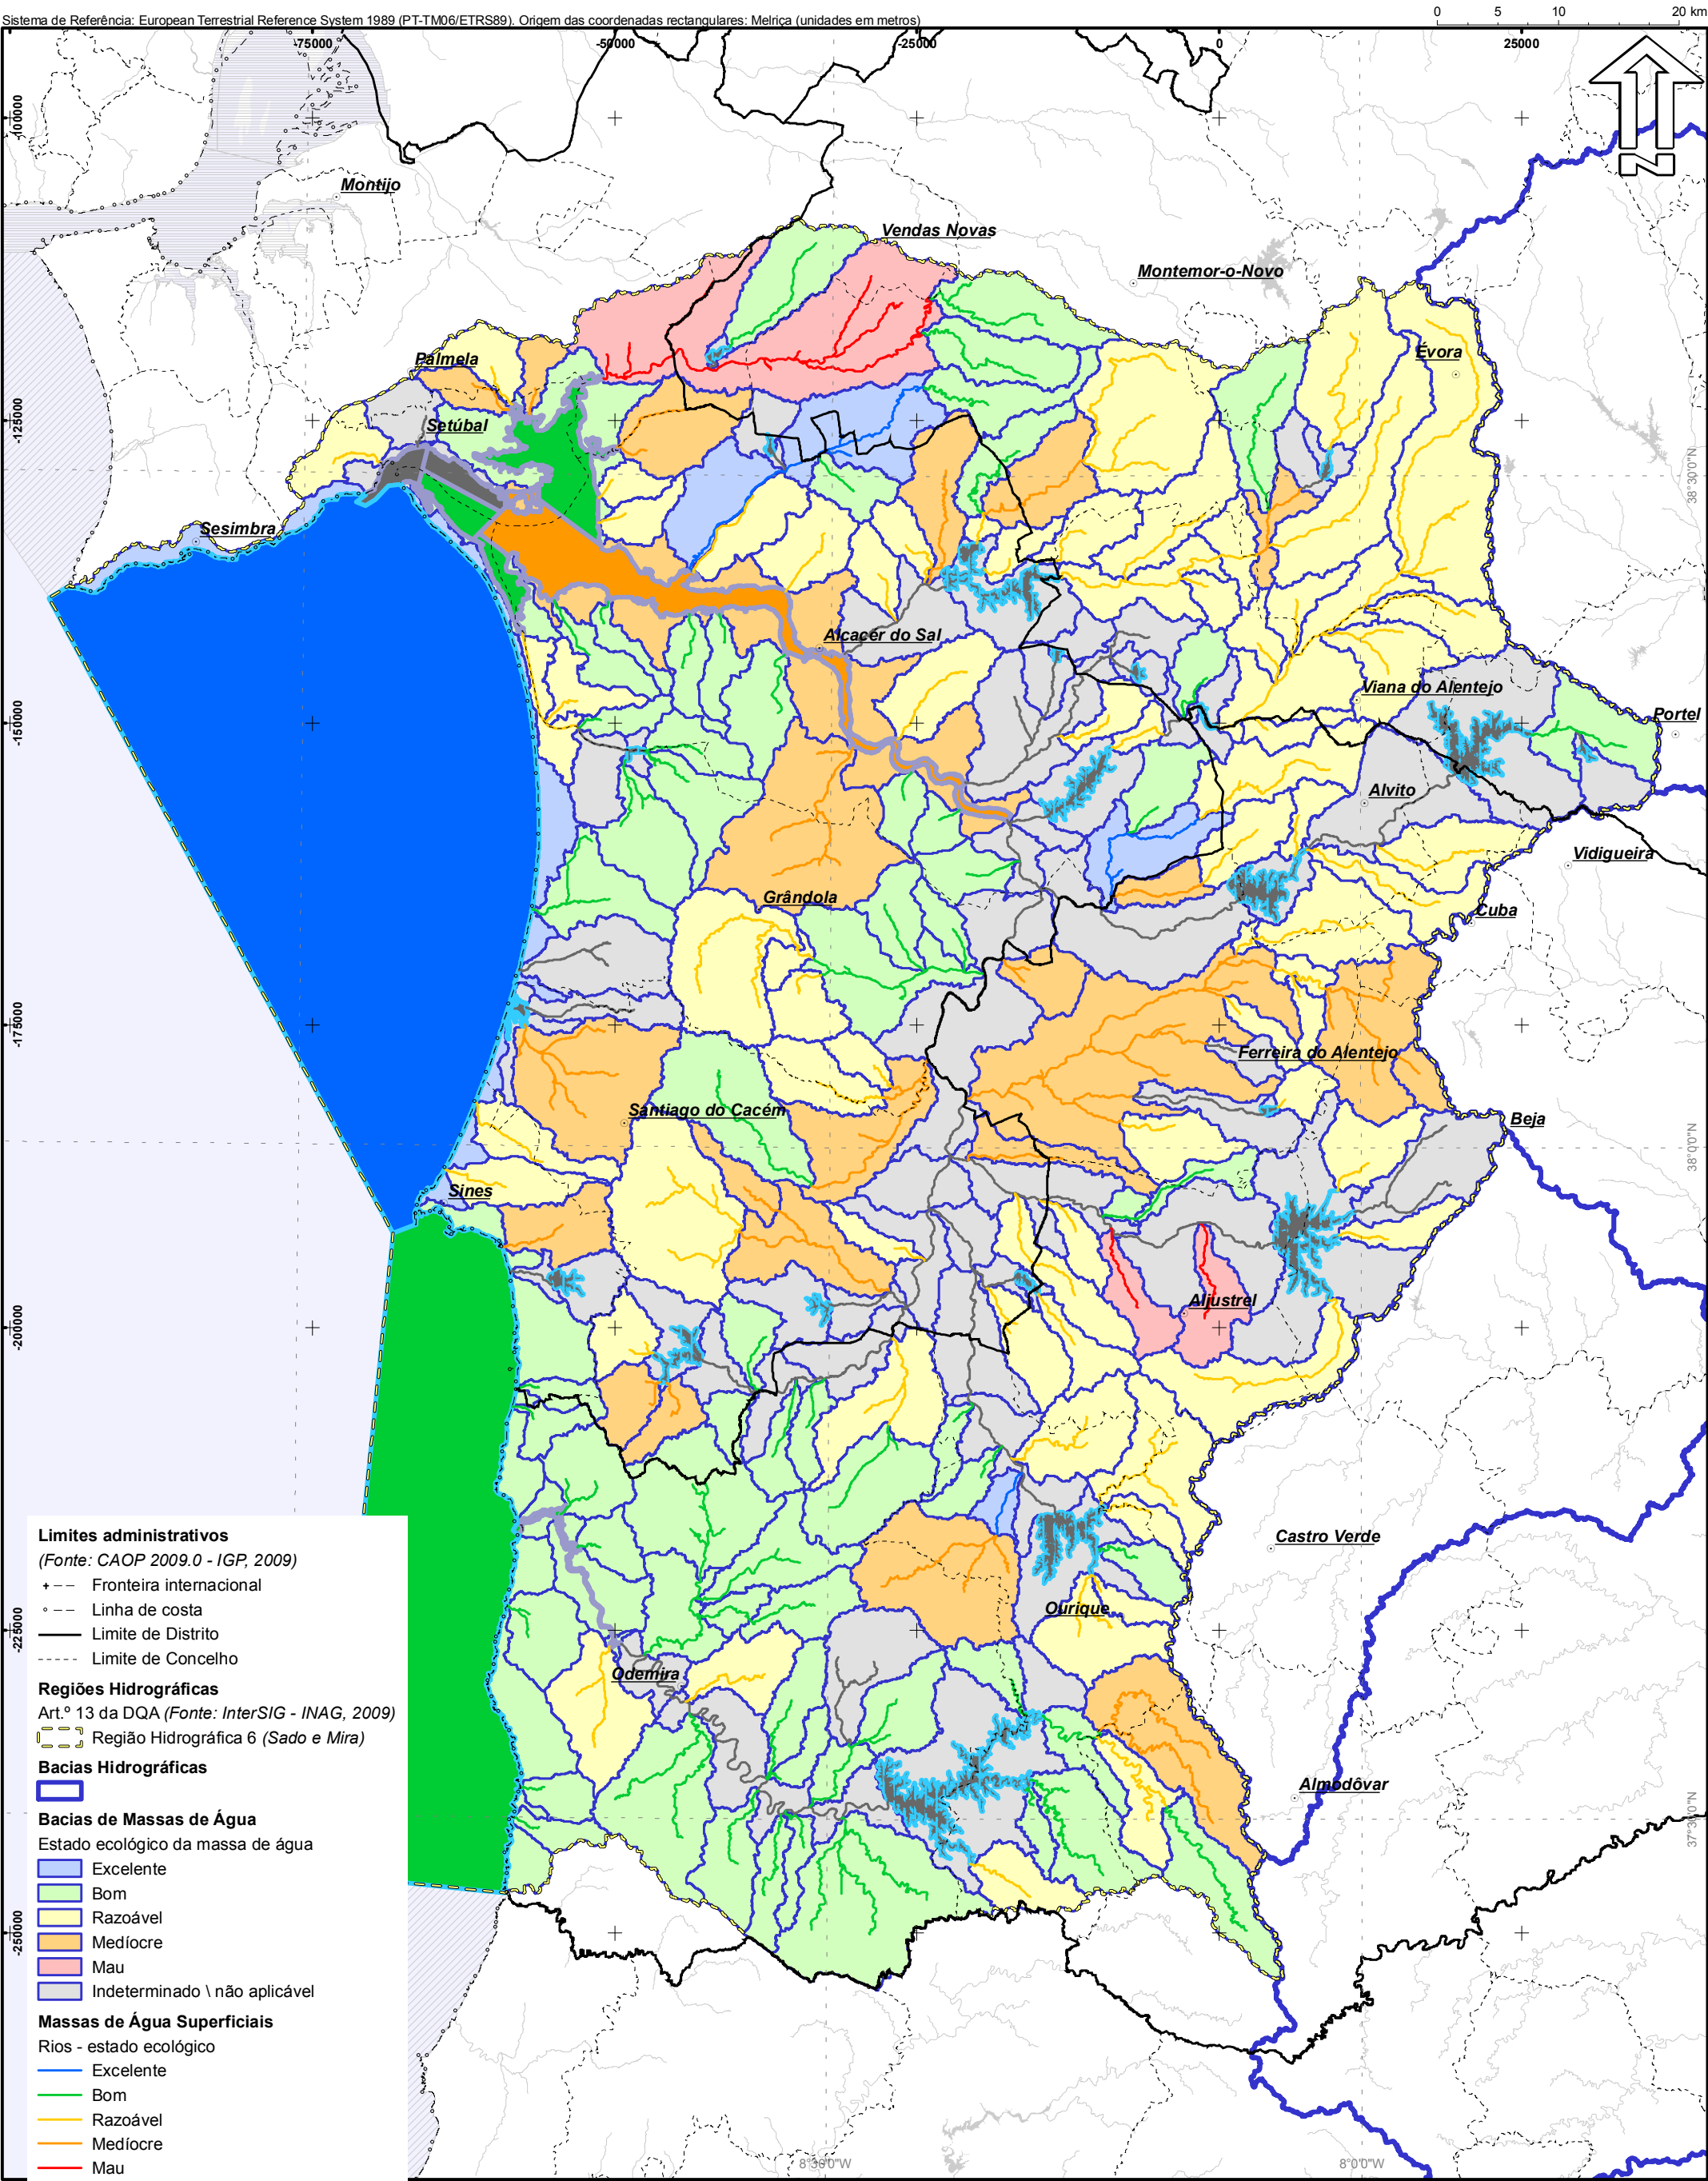 Sistema de Referência: European Terrestrial Reference System 1989 (PT-TM06/ETRS89). Origem das coordenadas rectangulares: Melriça (unidades em metros)
0 5 10 20 km
-75000 -50000 -25000 0 25000
-100000
Montijo
Vendas Novas
Montemor-o-Novo
Palmela
Évora
-125000
Setúbal
38°30'0"N
Sesimbra
Alcácer do Sal
Viana do Alentejo
Portel
-150000
Alvito
Vidigueira
Grândola
Cuba
-175000
Ferreira do Alentejo
Santiago do Cacém
Beja
38°0'0"N
Sines
Aljustrel
-200000
Castro Verde
Ourique
-225000
Odemira
Almodôvar
37°30'0"N
-250000
8°30'0"W
8°0'0"W
Limites administrativos
(Fonte: CAOP 2009.0 - IGP, 2009)
Fronteira internacional
Linha de costa
Limite de Distrito
Limite de Concelho
Regiões Hidrográficas
Art.º 13 da DQA (Fonte: InterSIG - INAG, 2009)
Região Hidrográfica 6 (Sado e Mira)
Bacias Hidrográficas
Bacias de Massas de Água
Estado ecológico da massa de água
Excelente
Bom
Razoável
Medíocre
Mau
Indeterminado \ não aplicável
Massas de Água Superficiais
Rios - estado ecológico
Excelente
Bom
Razoável
Medíocre
Mau
N